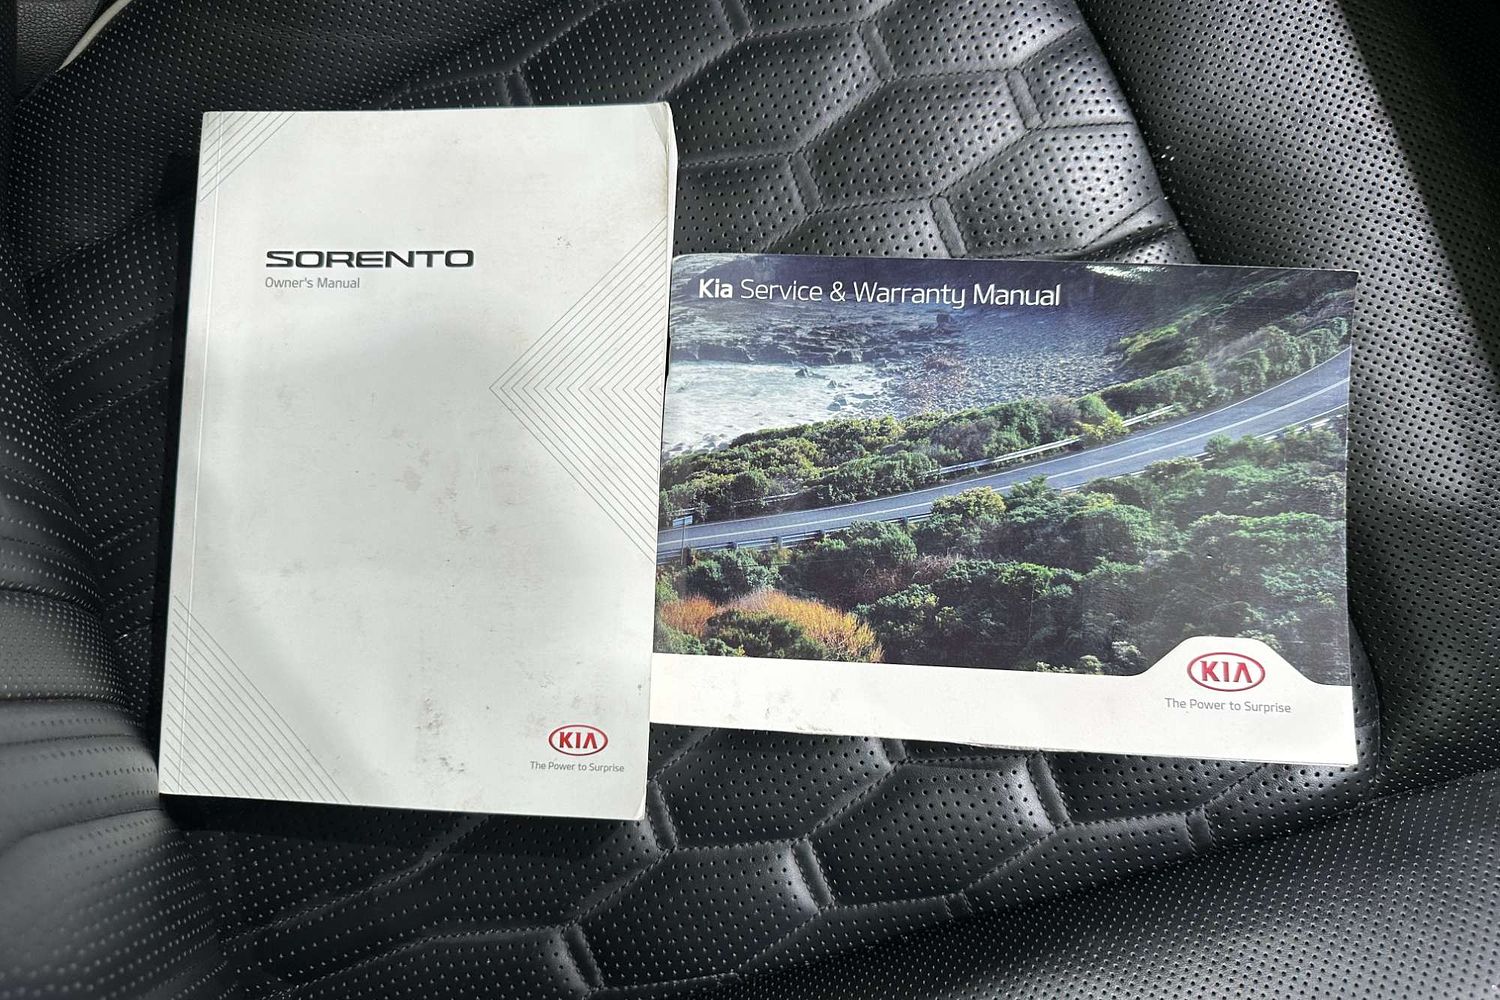 SORENTO
Owner's Manual
KIA
The Power to Surprise
Kia Service & Warranty Manual
KIA
The Power to Surprise